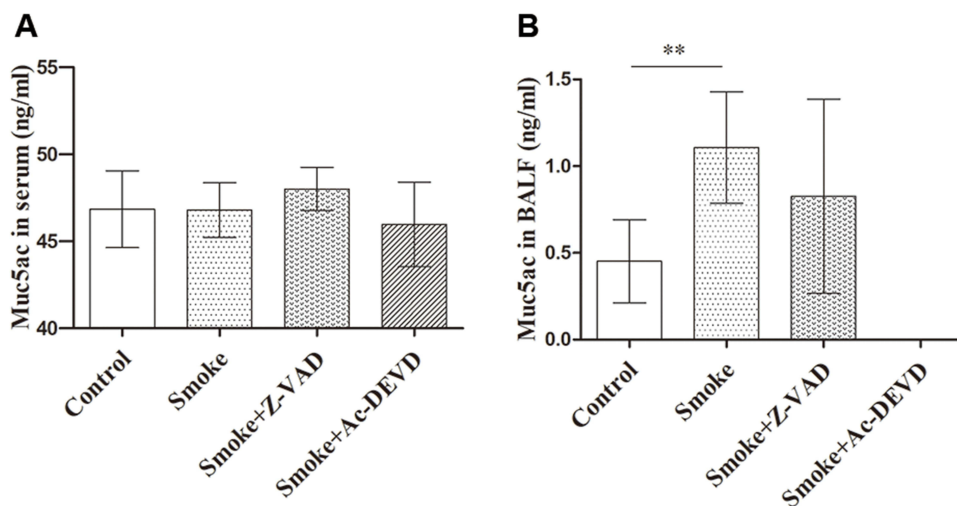 A
Muc5ac in serum (ng/ml)
55
50
45
40
Control
Smoke
Smoke+Z-VAD
Smoke+Ac-DEVD
B
**
Muc5ac in BALF (ng/ml)
1.5
1.0
0.5
0.0
Control
Smoke
Smoke+Z-VAD
Smoke+Ac-DEVD